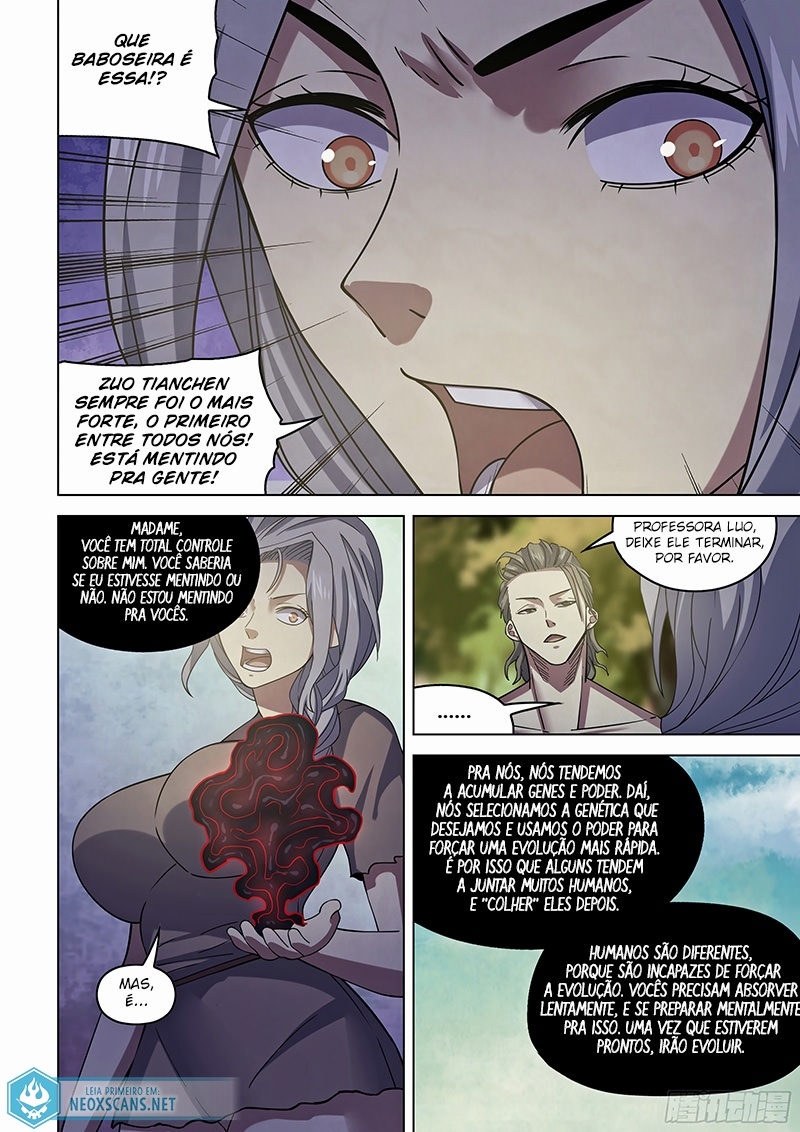 QUE
BABOSEIRA É
ESSA!?
ZUO TIANCHEN
SEMPRE FOI O MAIS
FORTE, O PRIMEIRO
ENTRE TODOS NÓS!
ESTÁ MENTINDO
PRA GENTE!
MADAME,
VOCÊ TEM TOTAL CONTROLE
SOBRE MIM. VOCÊ SABERIA
SE EU ESTIVESSE MENTINDO OU
NÃO. NÃO ESTOU MENTINDO
PRA VOCÊS.
MAS,
É...
PROFESSORA LUO,
DEIXE ELE TERMINAR,
POR FAVOR.
......
PRA NÓS, NÓS TENDEMOS
A ACUMULAR GENES E PODER. DAÍ,
NÓS SELECIONAMOS A GENÉTICA QUE
DESEJAMOS E USAMOS O PODER PARA
FORÇAR UMA EVOLUÇÃO MAIS RÁPIDA.
É POR ISSO QUE ALGUNS TENDEM
A JUNTAR MUITOS HUMANOS,
E "COLHER" ELES DEPOIS.
HUMANOS SÃO DIFERENTES,
PORQUE SÃO INCAPAZES DE FORÇAR
A EVOLUÇÃO. VOCÊS PRECISAM ABSORVER
LENTAMENTE, E SE PREPARAR MENTALMENTE
PRA ISSO. UMA VEZ QUE ESTIVEREM
PRONTOS, IRÃO EVOLUIR.
LEIA PRIMEIRO EM:
NEOXSCANS.NET
腾讯动漫